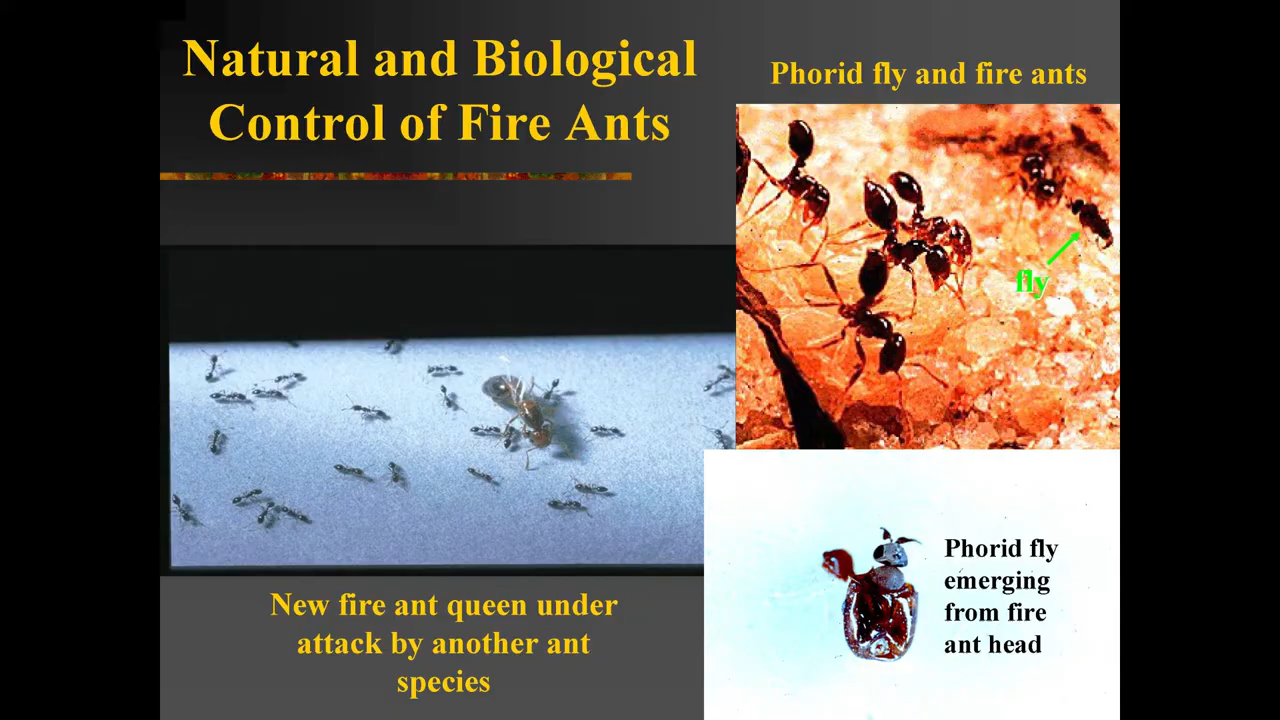 Natural and Biological
Control of Fire Ants
Phorid fly and fire ants
fly
New fire ant queen under
attack by another ant
species
Phorid fly
emerging
from fire
ant head